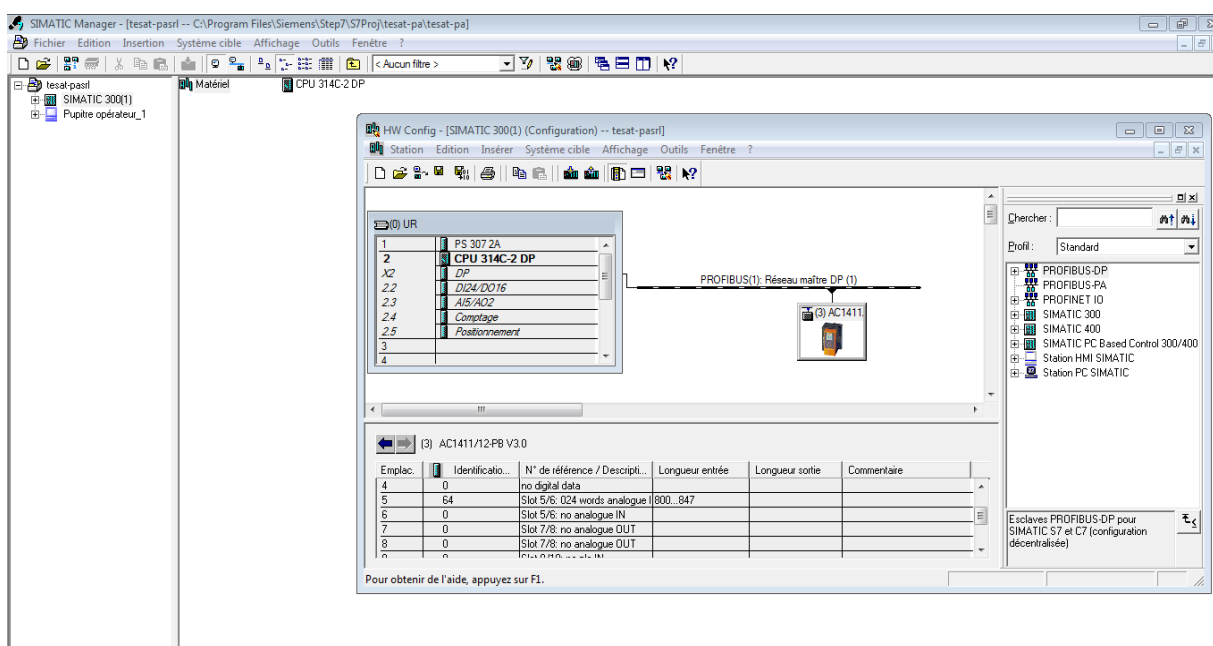 SIMATIC Manager - [tesat-pasrl -- C:\Program Files\Siemens\Step7\S7Proj\tesat-pa\tesat-pa]
Fichier Edition Insertion Système cible Affichage Outils Fenêtre ?
< Aucun filtre >
tesat-pasrl
SIMATIC 300(1)
Pupitre opérateur_1
Matériel
CPU 314C-2 DP
HW Config - [SIMATIC 300(1) (Configuration) -- tesat-pasrl]
Station Edition Insérer Système cible Affichage Outils Fenêtre ?
(0) UR
1 PS 307 2A
2 CPU 314C-2 DP
X2 DP
2.2 DI24/DO16
2.3 AI5/AO2
2.4 Comptage
2.5 Positionnement
3
4
PROFIBUS(1): Réseau maître DP (1)
(3) AC1411.
Chercher :
Profil : Standard
PROFIBUS-DP
PROFIBUS-PA
PROFINET IO
SIMATIC 300
SIMATIC 400
SIMATIC PC Based Control 300/400
Station HMI SIMATIC
Station PC SIMATIC
(3) AC1411/12-PB V3.0
Emplac. Identificatio... N° de référence / Descripti... Longueur entrée Longueur sortie Commentaire
4 0 no digital data
5 64 Slot 5/6: 024 words analogue I 800...847
6 0 Slot 5/6: no analogue IN
7 0 Slot 7/8: no analogue OUT
8 0 Slot 7/8: no analogue OUT
Esclaves PROFIBUS-DP pour
SIMATIC S7 et C7 (configuration
décentralisée)
Pour obtenir de l'aide, appuyez sur F1.